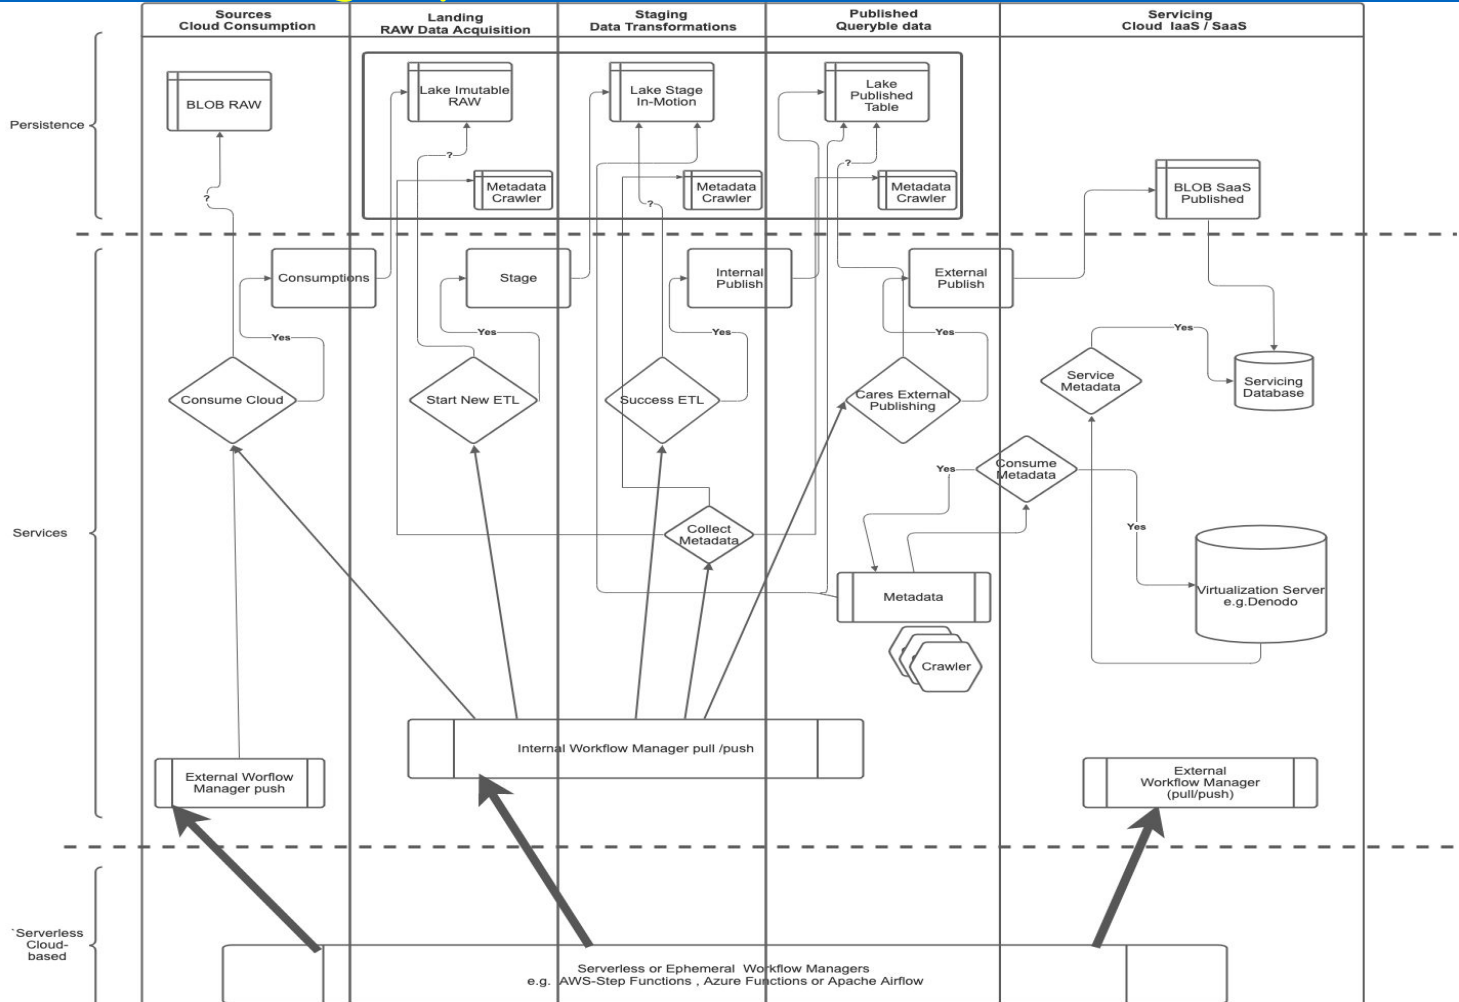 Sources
Cloud Consumption
Landing
RAW Data Acquisition
Staging
Data Transformations
Published
Queryble data
Servicing
Cloud IaaS / SaaS
Persistence
BLOB RAW
Lake Imutable
RAW
Lake Stage
In-Motion
Lake
Published
Table
?
?
?
?
Metadata
Crawler
Metadata
Crawler
Metadata
Crawler
BLOB SaaS
Published
Consumptions
Stage
Internal
Publish
External
Publish
Yes
Yes
Yes
Yes
Yes
Consume Cloud
Start New ETL
Success ETL
Cares External
Publishing
Service
Metadata
Servicing
Database
Services
Collect
Metadata
Yes
Consume
Metadata
Yes
Metadata
Virtualization Server
e.g.Denodo
Crawler
Internal Workflow Manager pull /push
External Worflow
Manager push
External
Workflow Manager
(pull/push)
`Serverless
Cloud-
based
Serverless or Ephemeral Workflow Managers
e.g. AWS-Step Functions , Azure Functions or Apache Airflow